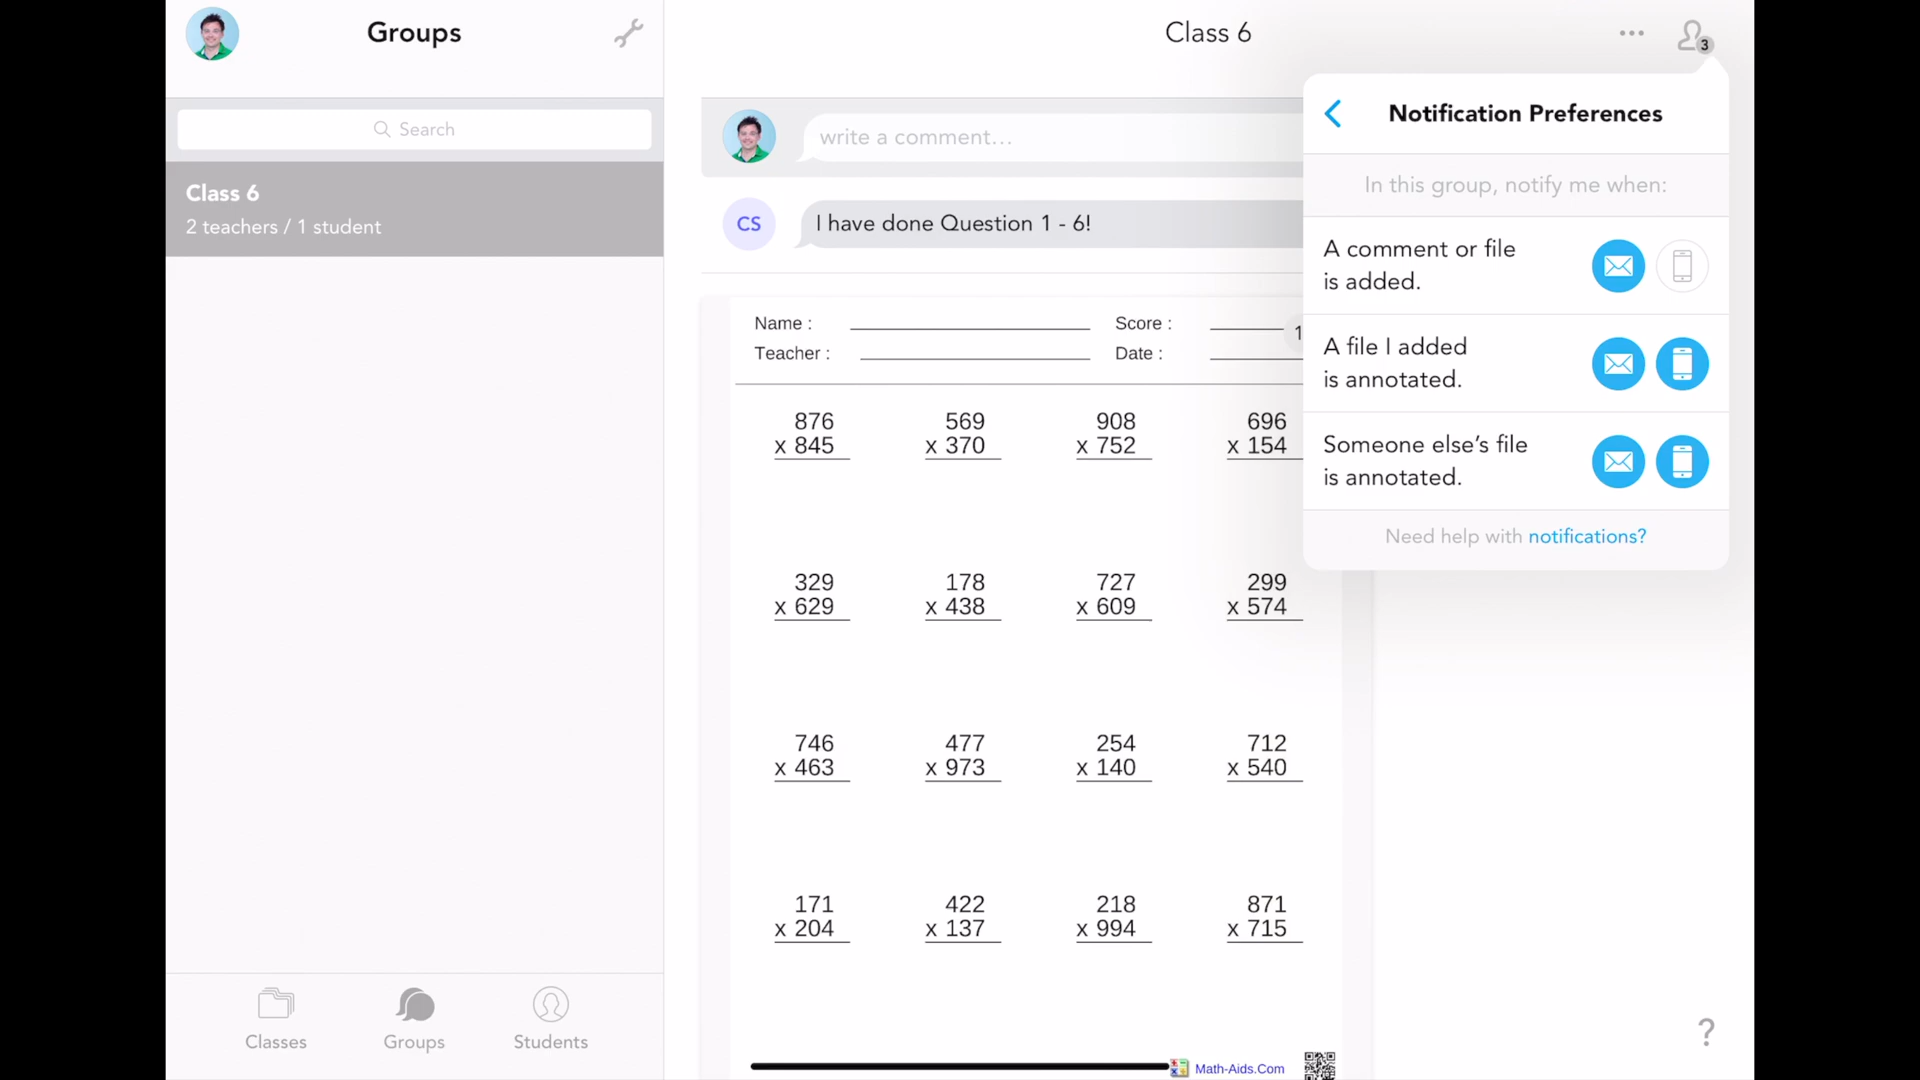 Groups
Search
Class 6
2 teachers / 1 student
Classes
Groups
Students
Class 6
3
write a comment...
CS
I have done Question 1 - 6!
Name :
Score :
1
Teacher :
Date :
876 569 908 696
x 845 x 370 x 752 x 154
329 178 727 299
x 629 x 438 x 609 x 574
746 477 254 712
x 463 x 973 x 140 x 540
171 422 218 871
x 204 x 137 x 994 x 715
Math-Aids.Com
Notification Preferences
In this group, notify me when:
A comment or file
is added.
A file I added
is annotated.
Someone else's file
is annotated.
Need help with notifications?
?